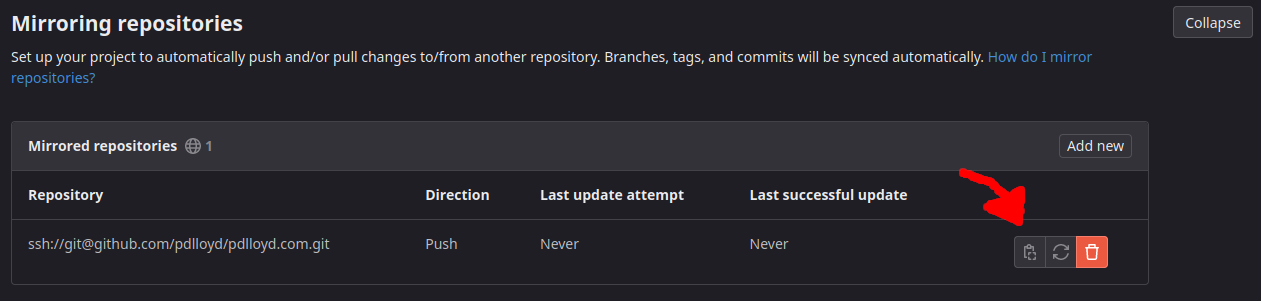 Mirroring repositories
Collapse
Set up your project to automatically push and/or pull changes to/from another repository. Branches, tags, and commits will be synced automatically. How do I mirror
repositories?
Mirrored repositories 1
Add new
Repository Direction Last update attempt Last successful update
ssh://git@github.com/pdlloyd/pdlloyd.com.git Push Never Never